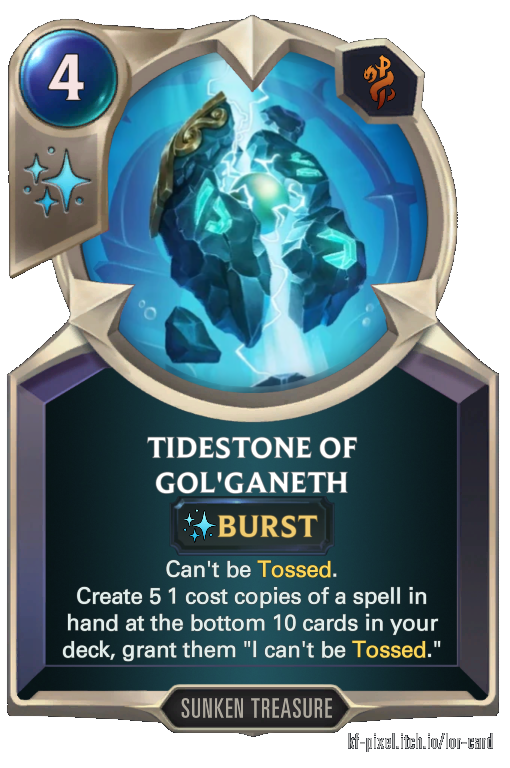 4
TIDESTONE OF
GOL'GANETH
BURST
Can't be Tossed.
Create 5 1 cost copies of a spell in
hand at the bottom 10 cards in your
deck, grant them "I can't be Tossed."
SUNKEN TREASURE
kf-pixel.itch.io/lor-card